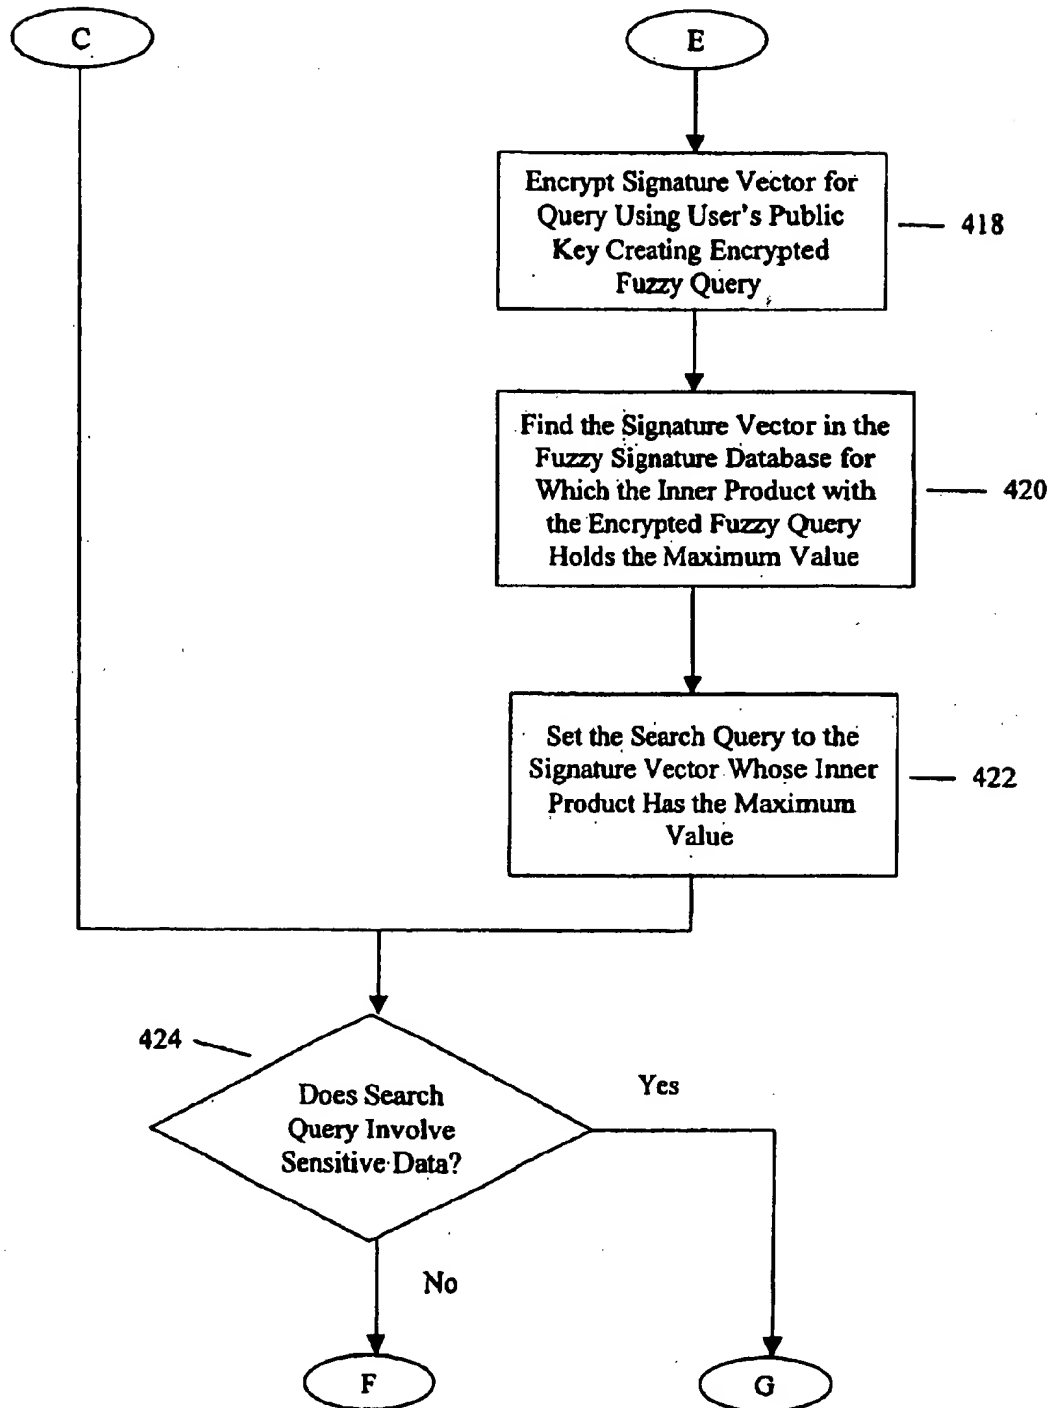 C
E
Encrypt Signature Vector for
Query Using User's Public
Key Creating Encrypted
Fuzzy Query
418
Find the Signature Vector in the
Fuzzy Signature Database for
Which the Inner Product with
the Encrypted Fuzzy Query
Holds the Maximum Value
420
Set the Search Query to the
Signature Vector Whose Inner
Product Has the Maximum
Value
422
424
Does Search
Query Involve
Sensitive Data?
Yes
No
F
G